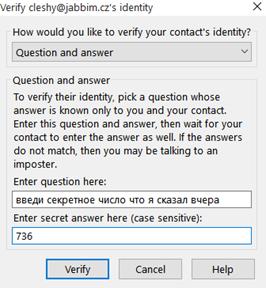 Verify cleshy@jabbim.cz's identity
How would you like to verify your contact's identity?
Question and answer
Question and answer
To verify their identity, pick a question whose
answer is known only to you and your contact.
Enter this question and answer, then wait for your
contact to enter the answer as well. If the answers
do not match, then you may be talking to an
imposter.
Enter question here:
введи секретное число что я сказал вчера
Enter secret answer here (case sensitive):
736
Verify
Cancel
Help